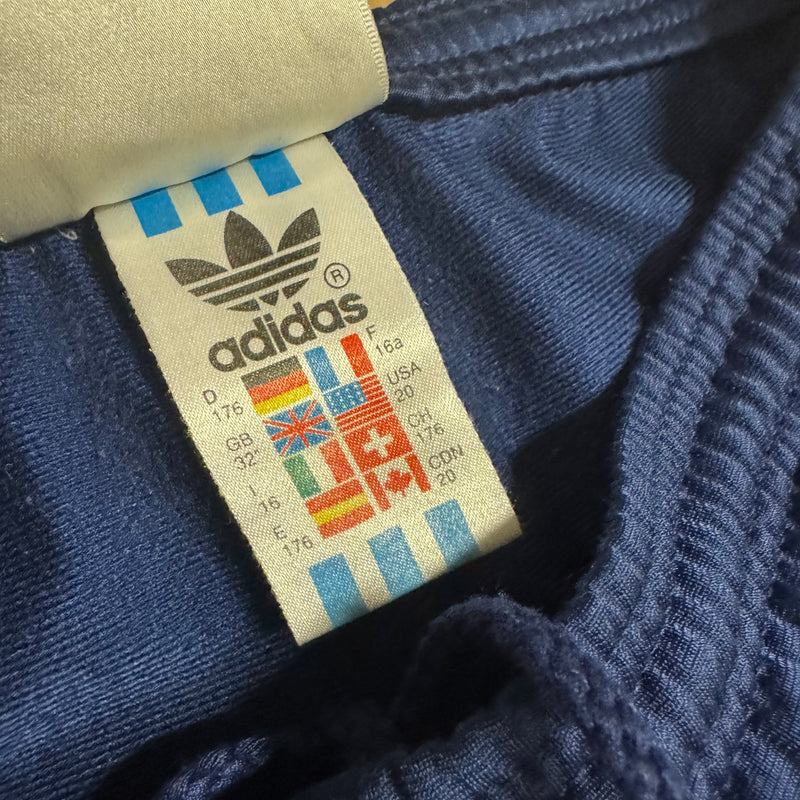 ®
adidas
D
176
F
16a
GB
32"
USA
20
I
16
CH
176
E
176
CDN
20